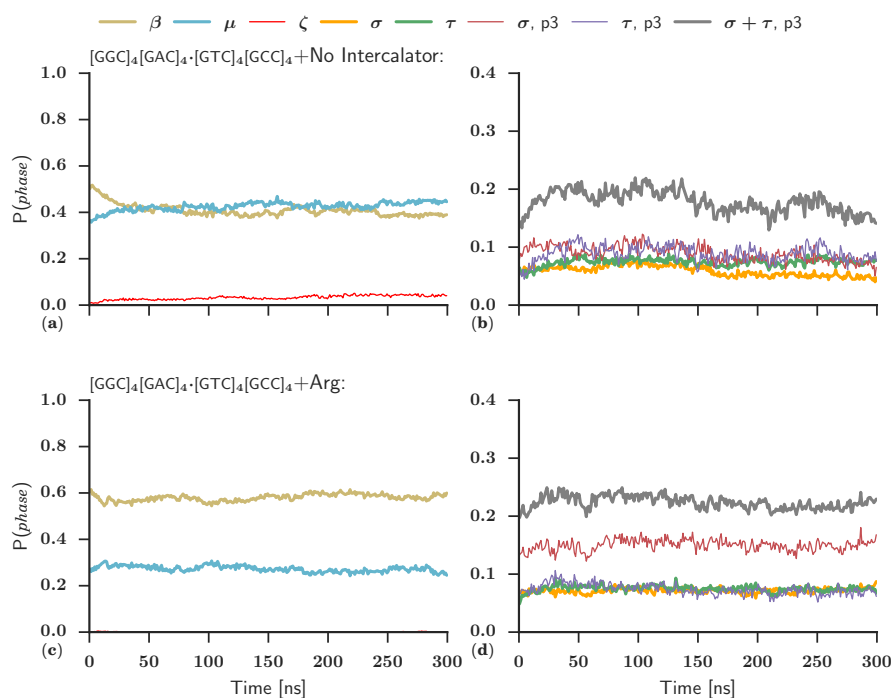 β μ ζ σ τ σ, p3 τ, p3 σ + τ, p3
[GGC]₄[GAC]₄·[GTC]₄[GCC]₄+No Intercalator:
1.0
0.8
0.6
0.4
0.2
0.0
P(phase)
(a)
0.4
0.3
0.2
0.1
0.0
(b)
[GGC]₄[GAC]₄·[GTC]₄[GCC]₄+Arg:
1.0
0.8
0.6
0.4
0.2
0.0
P(phase)
(c)
0 50 100 150 200 250 300
Time [ns]
0.4
0.3
0.2
0.1
0.0
(d)
0 50 100 150 200 250 300
Time [ns]